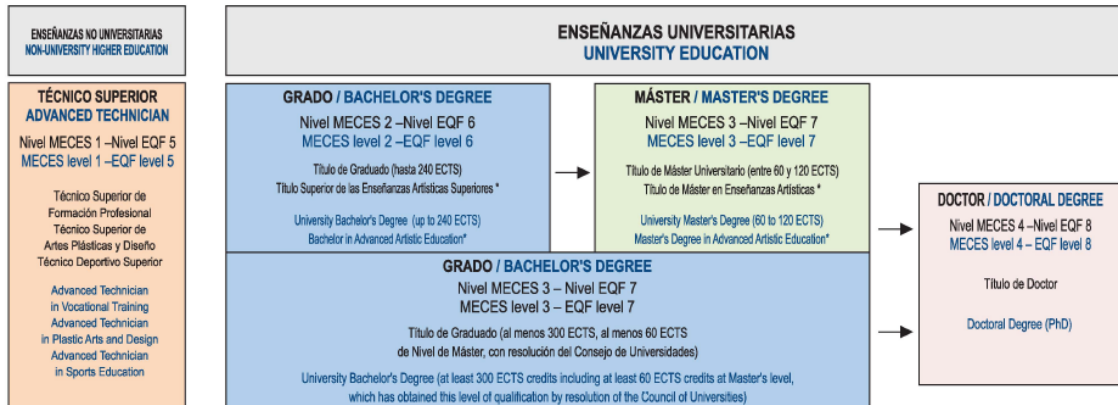 ENSEÑANZAS NO UNIVERSITARIAS
NON-UNIVERSITY HIGHER EDUCATION
TÉCNICO SUPERIOR
ADVANCED TECHNICIAN
Nivel MECES 1 –Nivel EQF 5
MECES level 1 –EQF level 5
Técnico Superior de
Formación Profesional
Técnico Superior de
Artes Plásticas y Diseño
Técnico Deportivo Superior
Advanced Technician
in Vocational Training
Advanced Technician
in Plastic Arts and Design
Advanced Technician
in Sports Education
ENSEÑANZAS UNIVERSITARIAS
UNIVERSITY EDUCATION
GRADO / BACHELOR'S DEGREE
Nivel MECES 2 –Nivel EQF 6
MECES level 2 –EQF level 6
Título de Graduado (hasta 240 ECTS)
Título Superior de las Enseñanzas Artísticas Superiores *
University Bachelor's Degree (up to 240 ECTS)
Bachelor in Advanced Artistic Education*
MÁSTER / MASTER'S DEGREE
Nivel MECES 3 –Nivel EQF 7
MECES level 3 –EQF level 7
Título de Máster Universitario (entre 60 y 120 ECTS)
Título de Máster en Enseñanzas Artísticas *
University Master's Degree (60 to 120 ECTS)
Master's Degree in Advanced Artistic Education*
GRADO / BACHELOR'S DEGREE
Nivel MECES 3 – Nivel EQF 7
MECES level 3 – EQF level 7
Título de Graduado (al menos 300 ECTS, al menos 60 ECTS
de Nivel de Máster, con resolución del Consejo de Universidades)
University Bachelor's Degree (at least 300 ECTS credits including at least 60 ECTS credits at Master's level,
which has obtained this level of qualification by resolution of the Council of Universities)
DOCTOR / DOCTORAL DEGREE
Nivel MECES 4 –Nivel EQF 8
MECES level 4 – EQF level 8
Título de Doctor
Doctoral Degree (PhD)